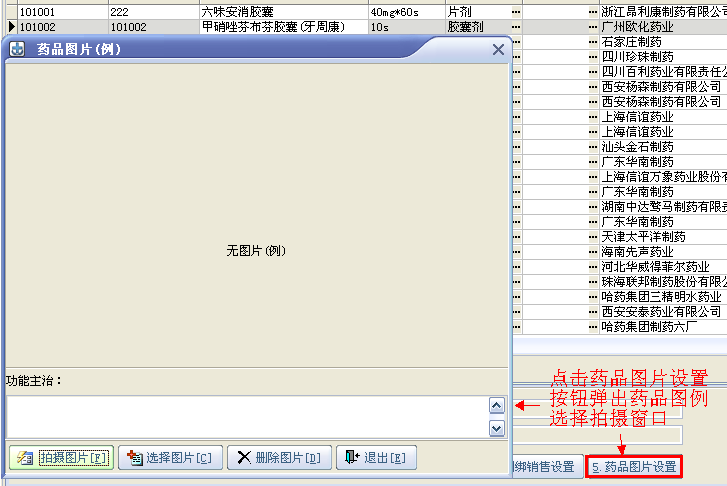 101001 222 六味安消胶囊 40mg*60s 片剂 浙江昂利康制药有限公
101002 101002 甲硝唑芬布芬胶囊(牙周康) 10s 胶囊剂 广州欧化药业
药品图片(例)
石家庄制药
四川珍珠制药
四川百利药业有限责任公
西安杨森制药有限公司
西安杨森制药有限公司
上海信谊药业
上海信谊药业
汕头金石制药
广东华南制药
上海信谊万象药业股份有
广东华南制药
湖南中达骛马制药有限责
广东华南制药
天津太平洋制药
海南先声药业
河北华威得菲尔药业
珠海联邦制药股份有限公
哈药集团三精明水药业
西安安泰药业有限公司
哈药集团制药六厂
无图片(例)
功能主治:
点击药品图片设置
按钮弹出药品图例
选择拍摄窗口
拍摄图片[F] 选择图片[C] 删除图片[D] 退出[E]
绑销售设置 5. 药品图片设置